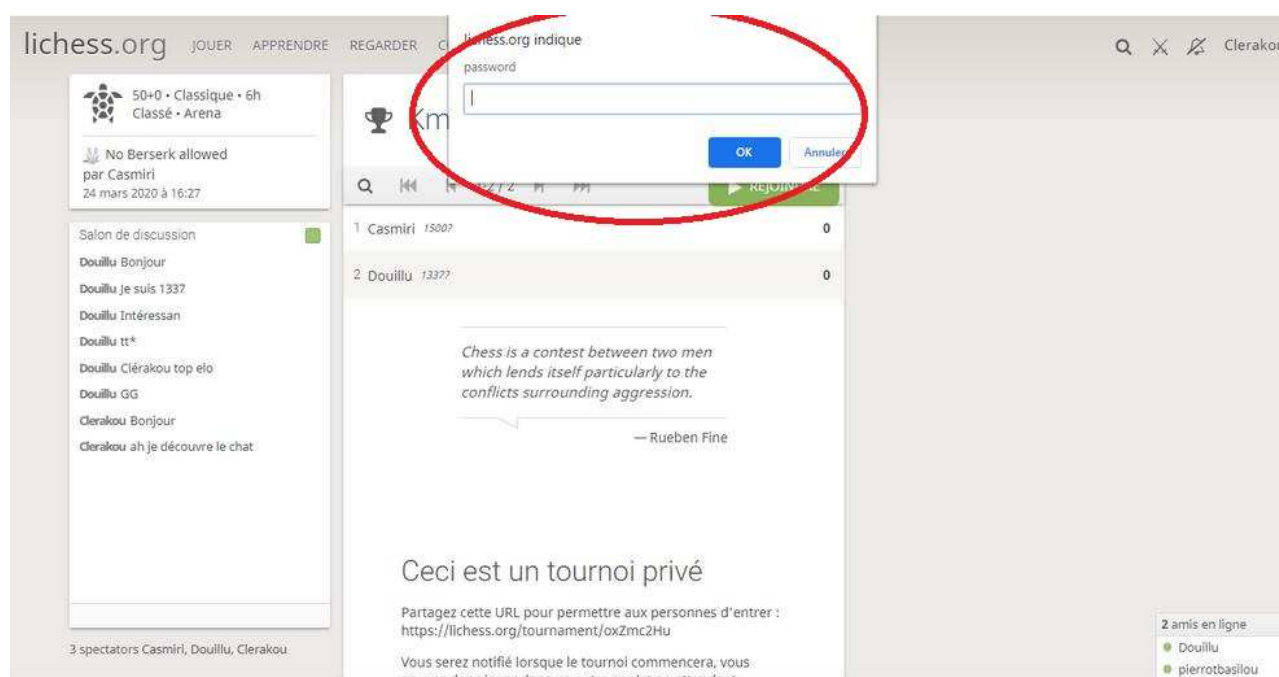 lichess.org JOUER APPRENDRE REGARDER
lichess.org indique
password
OK Annuler
Clerakou
50+0 • Classique • 6h
Classé • Arena
No Berserk allowed
par Casmiri
24 mars 2020 à 16:27
Km
1-2 / 2
REJOINDRE
1 Casmiri 1500? 0
2 Douillu 1337? 0
Salon de discussion
Douillu Bonjour
Douillu Je suis 1337
Douillu Intéressan
Douillu tt*
Douillu Clérakou top elo
Douillu GG
Clerakou Bonjour
Clerakou ah je découvre le chat
3 spectators Casmiri, Douillu, Clerakou
Chess is a contest between two men
which lends itself particularly to the
conflicts surrounding aggression.
— Rueben Fine
Ceci est un tournoi privé
Partagez cette URL pour permettre aux personnes d'entrer :
https://lichess.org/tournament/oxZmc2Hu
Vous serez notifié lorsque le tournoi commencera, vous
2 amis en ligne
Douillu
pierrotbasilou